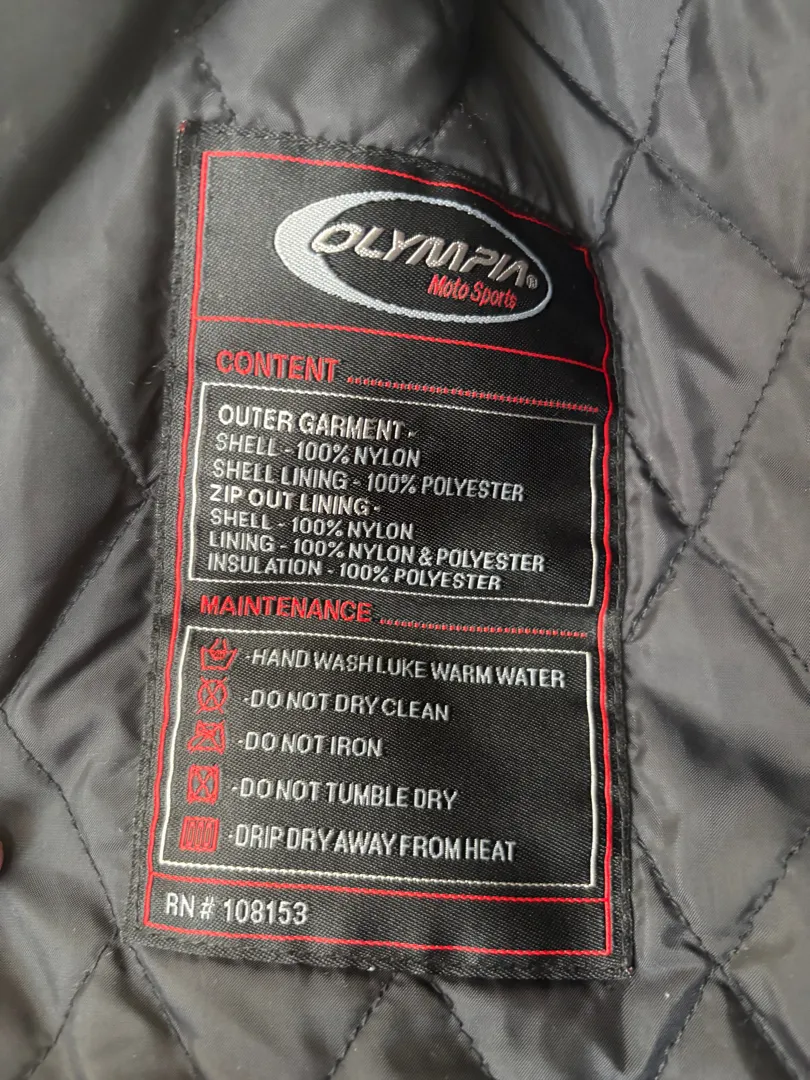 OLYMPIA®
Moto Sports
CONTENT
OUTER GARMENT-
SHELL - 100% NYLON
SHELL LINING - 100% POLYESTER
ZIP OUT LINING-
SHELL - 100% NYLON
LINING - 100% NYLON & POLYESTER
INSULATION - 100% POLYESTER
MAINTENANCE
-HAND WASH LUKE WARM WATER
-DO NOT DRY CLEAN
-DO NOT IRON
-DO NOT TUMBLE DRY
-DRIP DRY AWAY FROM HEAT
RN # 108153